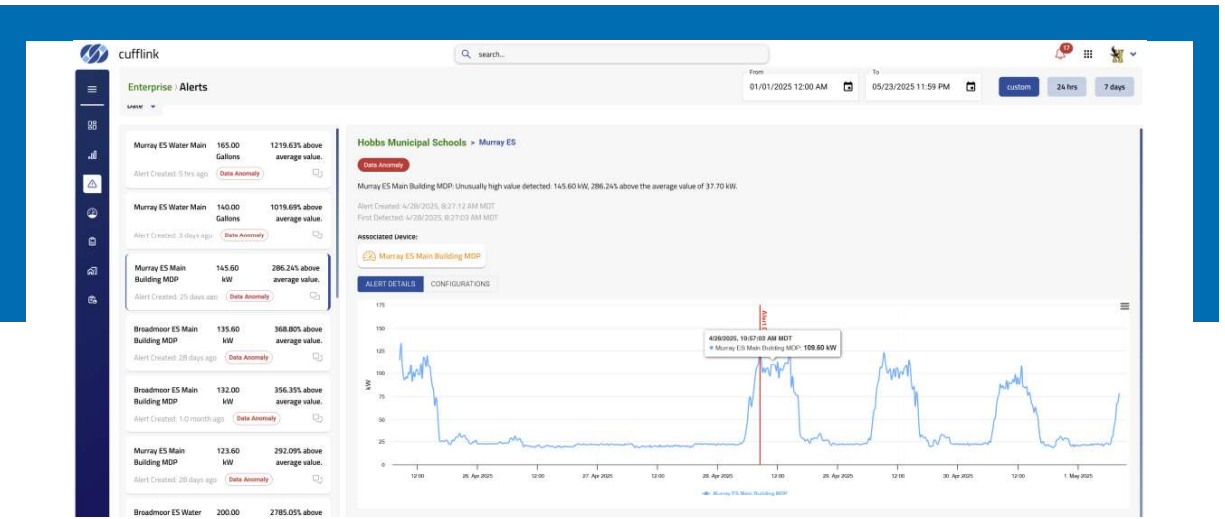 cufflink
search...
17
Enterprise › Alerts
From
01/01/2025 12:00 AM
To
05/23/2025 11:59 PM
custom
24 hrs
7 days
Date
Murray ES Water Main 165.00 1219.63% above
Gallons average value.
Alert Created: 5 hrs ago Data Anomaly
Murray ES Water Main 140.00 1019.69% above
Gallons average value.
Alert Created: 3 days ago Data Anomaly
Murray ES Main 145.60 286.24% above
Building MDP kW average value.
Alert Created: 25 days ago Data Anomaly
Broadmoor ES Main 135.60 368.80% above
Building MDP kW average value.
Alert Created: 28 days ago Data Anomaly
Broadmoor ES Main 132.00 356.35% above
Building MDP kW average value.
Alert Created: 1.0 month ago Data Anomaly
Murray ES Main 123.60 292.09% above
Building MDP kW average value.
Alert Created: 28 days ago Data Anomaly
Broadmoor ES Water 200.00 2785.05% above
Hobbs Municipal Schools > Murray ES
Data Anomaly
Murray ES Main Building MDP: Unusually high value detected: 145.60 kW, 286.24% above the average value of 37.70 kW.
Alert Created: 4/28/2025, 8:27:12 AM MDT
First Detected: 4/28/2025, 8:27:03 AM MDT
Associated Device:
Murray ES Main Building MDP
ALERT DETAILS CONFIGURATIONS
175
150
125
100
75
50
25
0
kW
Alert
4/28/2025, 10:57:03 AM MDT
Murray ES Main Building MDP: 109.60 kW
12:00 26. Apr 2025 12:00 27. Apr 2025 12:00 28. Apr 2025 12:00 29. Apr 2025 12:00 30. Apr 2025 12:00 1. May 2025
Murray ES Main Building MDP